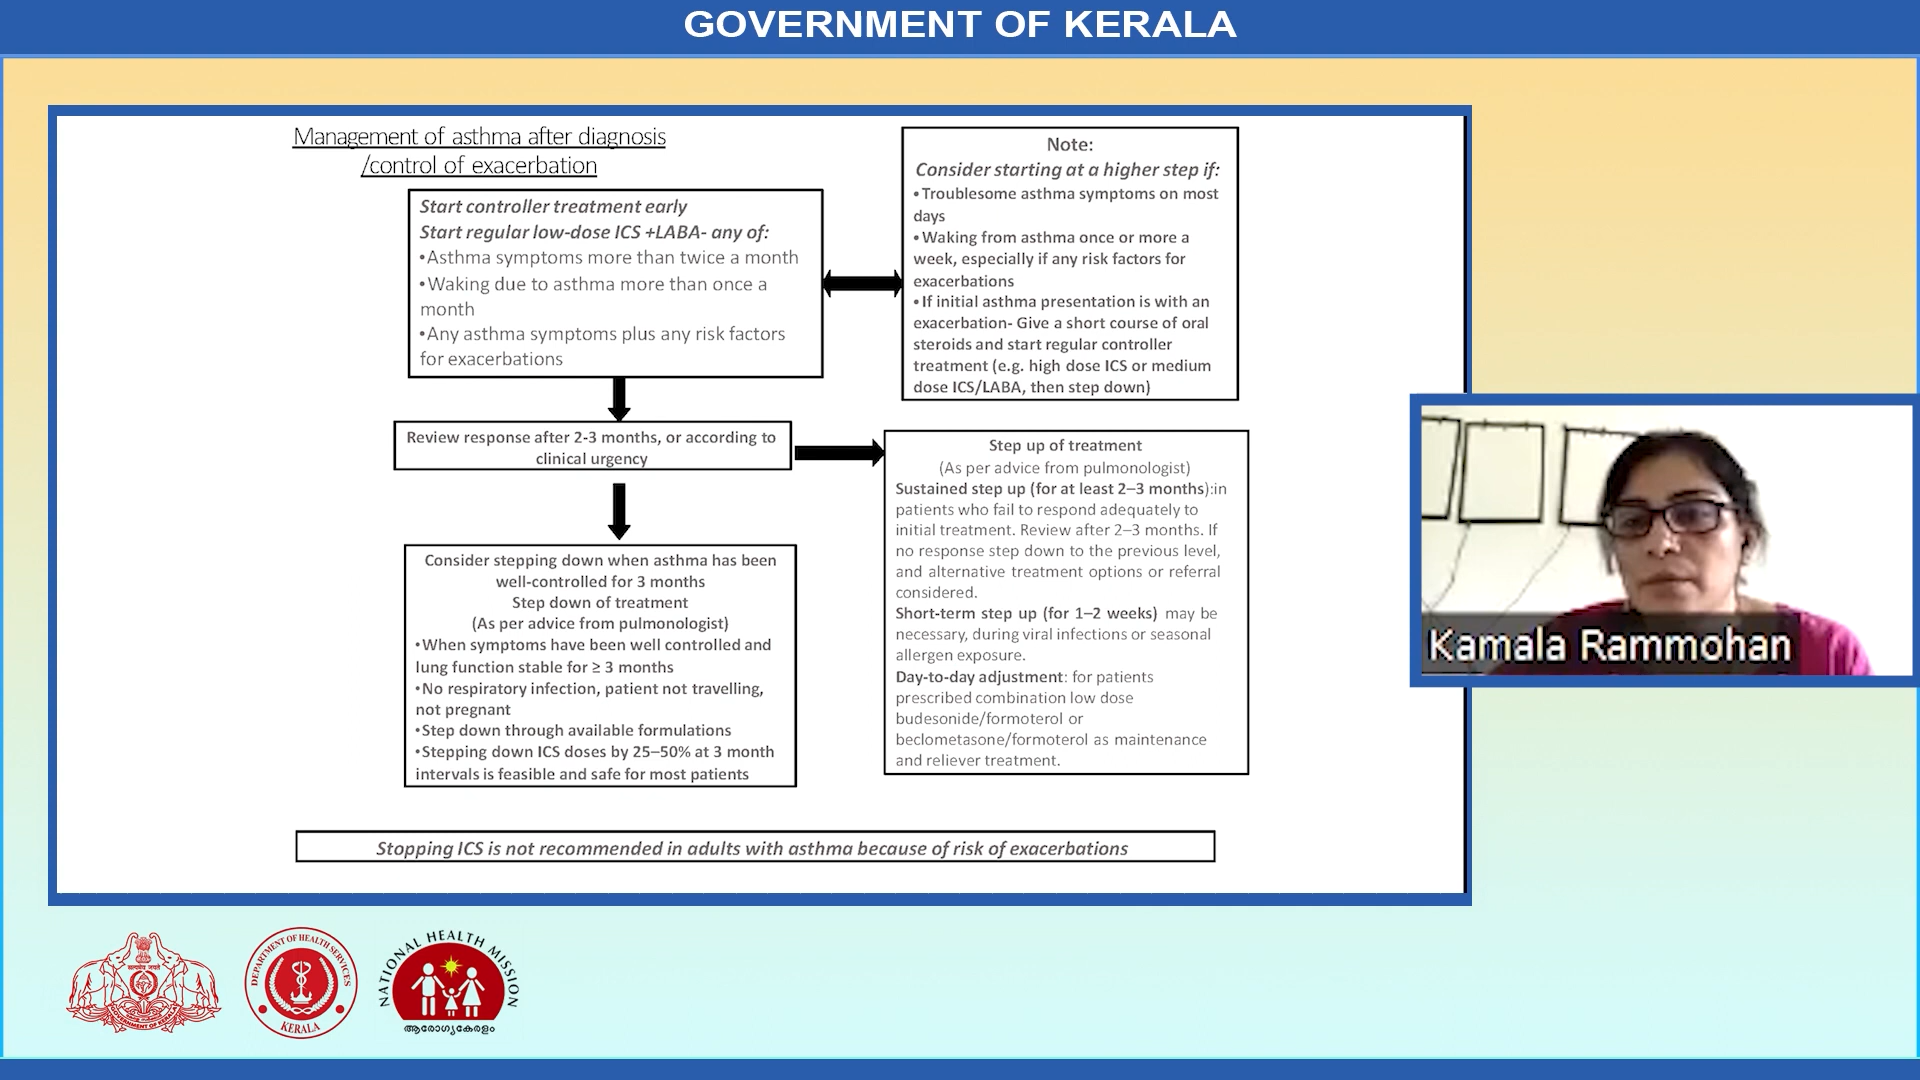 GOVERNMENT OF KERALA
Management of asthma after diagnosis
/control of exacerbation
Start controller treatment early
Start regular low-dose ICS +LABA- any of:
•Asthma symptoms more than twice a month
•Waking due to asthma more than once a
month
•Any asthma symptoms plus any risk factors
for exacerbations
Note:
Consider starting at a higher step if:
•Troublesome asthma symptoms on most
days
•Waking from asthma once or more a
week, especially if any risk factors for
exacerbations
•If initial asthma presentation is with an
exacerbation- Give a short course of oral
steroids and start regular controller
treatment (e.g. high dose ICS or medium
dose ICS/LABA, then step down)
Review response after 2-3 months, or according to
clinical urgency
Step up of treatment
(As per advice from pulmonologist)
Sustained step up (for at least 2–3 months):in
patients who fail to respond adequately to
initial treatment. Review after 2–3 months. If
no response step down to the previous level,
and alternative treatment options or referral
considered.
Short-term step up (for 1–2 weeks) may be
necessary, during viral infections or seasonal
allergen exposure.
Day-to-day adjustment: for patients
prescribed combination low dose
budesonide/formoterol or
beclometasone/formoterol as maintenance
and reliever treatment.
Consider stepping down when asthma has been
well-controlled for 3 months
Step down of treatment
(As per advice from pulmonologist)
•When symptoms have been well controlled and
lung function stable for ≥ 3 months
•No respiratory infection, patient not travelling,
not pregnant
•Step down through available formulations
•Stepping down ICS doses by 25–50% at 3 month
intervals is feasible and safe for most patients
Stopping ICS is not recommended in adults with asthma because of risk of exacerbations
Kamala Rammohan
GOVERNMENT OF KERALA
DEPARTMENT OF HEALTH SERVICES
KERALA
NATIONAL HEALTH MISSION
ആരോഗ്യകേരളം